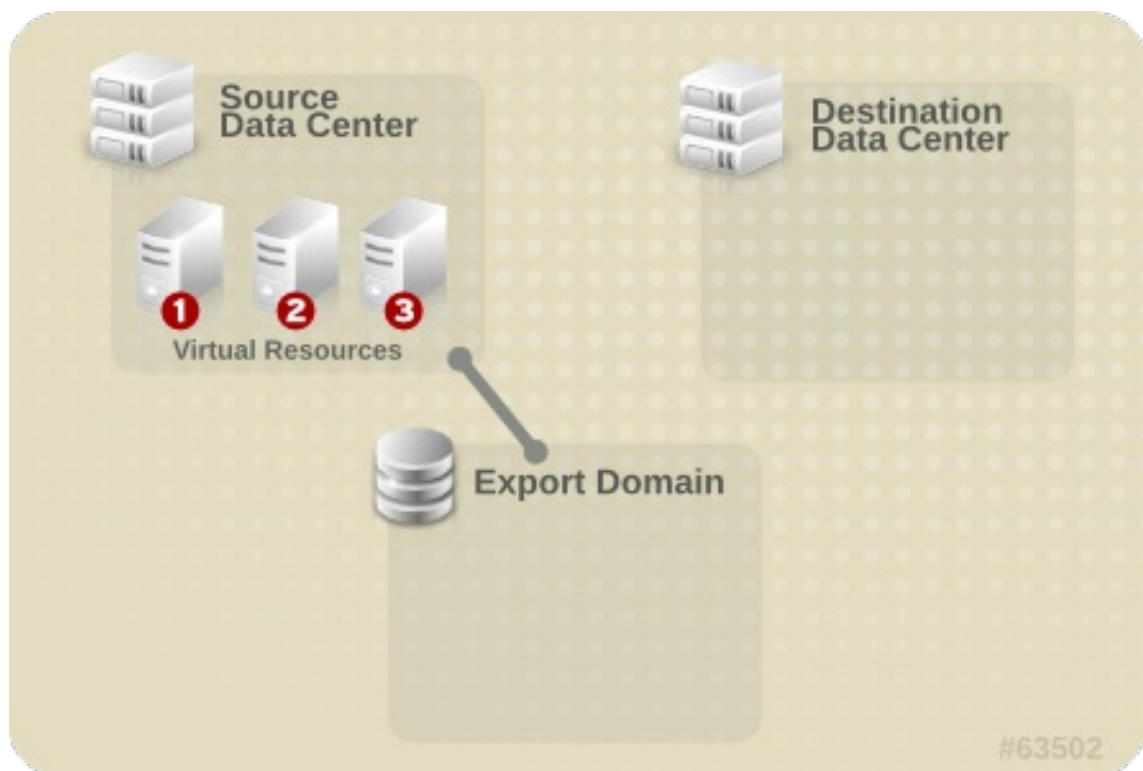 Source
Data Center
Destination
Data Center
1 2 3
Virtual Resources
Export Domain
#63502